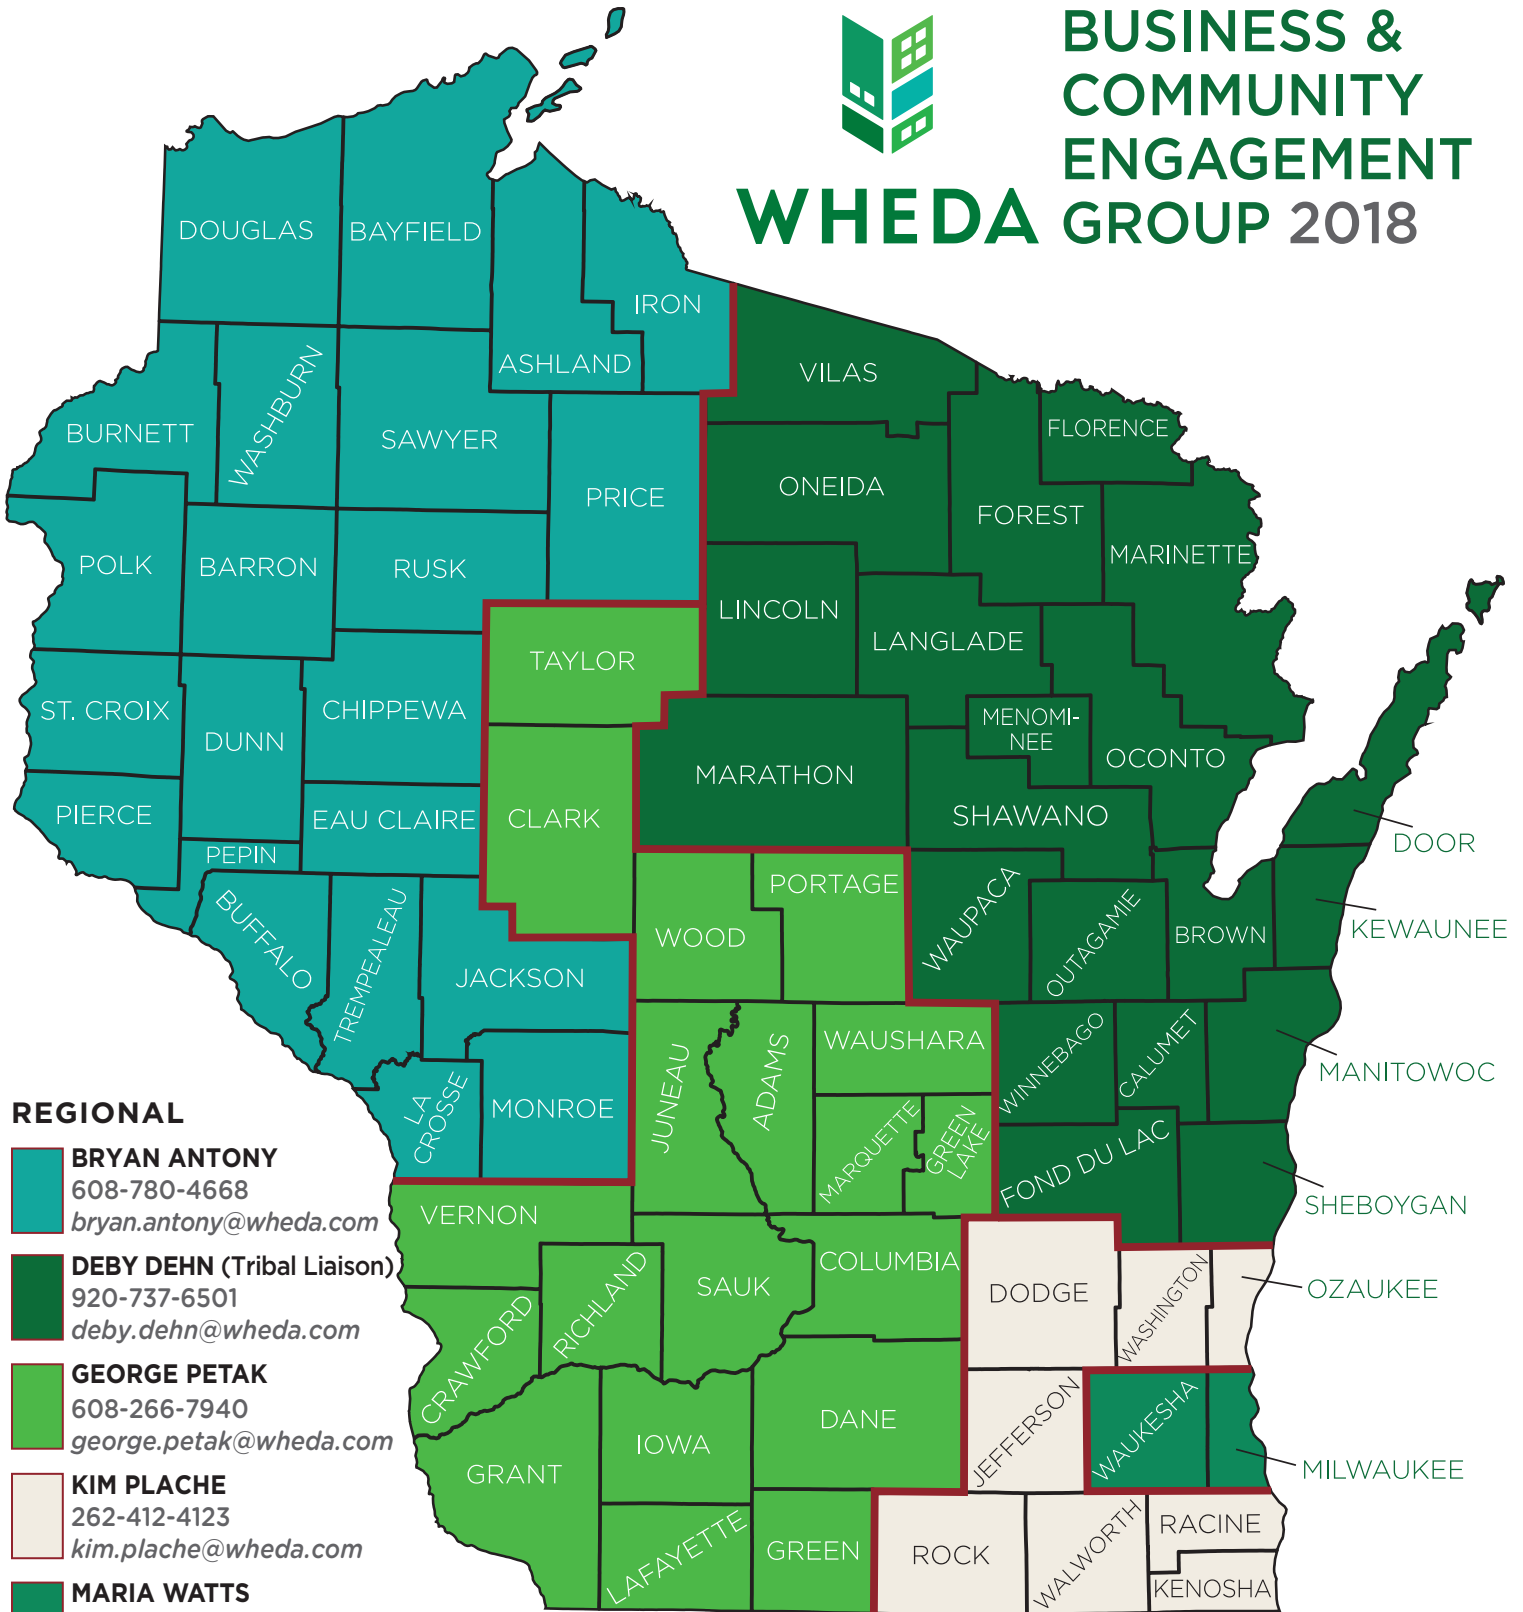 BUSINESS &
COMMUNITY
ENGAGEMENT
GROUP 2018
WHEDA
DOUGLAS
BAYFIELD
IRON
ASHLAND
VILAS
WASHBURN
BURNETT
SAWYER
FLORENCE
PRICE
ONEIDA
FOREST
POLK
BARRON
RUSK
MARINETTE
LINCOLN
LANGLADE
TAYLOR
ST. CROIX
CHIPPEWA
DUNN
MENOMI-
NEE
OCONTO
MARATHON
PIERCE
EAU CLAIRE
CLARK
SHAWANO
DOOR
PEPIN
PORTAGE
BUFFALO
TREMPEALEAU
WOOD
WAUPACA
OUTAGAMIE
BROWN
KEWAUNEE
JACKSON
JUNEAU
ADAMS
WAUSHARA
WINNEBAGO
CALUMET
MANITOWOC
LA
CROSSE
MONROE
MARQUETTE
GREEN
LAKE
FOND DU LAC
SHEBOYGAN
VERNON
RICHLAND
SAUK
COLUMBIA
DODGE
WASHINGTON
OZAUKEE
CRAWFORD
DANE
JEFFERSON
WAUKESHA
MILWAUKEE
GRANT
IOWA
LAFAYETTE
GREEN
ROCK
WALWORTH
RACINE
KENOSHA
REGIONAL
BRYAN ANTONY
608-780-4668
bryan.antony@wheda.com
DEBY DEHN (Tribal Liaison)
920-737-6501
deby.dehn@wheda.com
GEORGE PETAK
608-266-7940
george.petak@wheda.com
KIM PLACHE
262-412-4123
kim.plache@wheda.com
MARIA WATTS